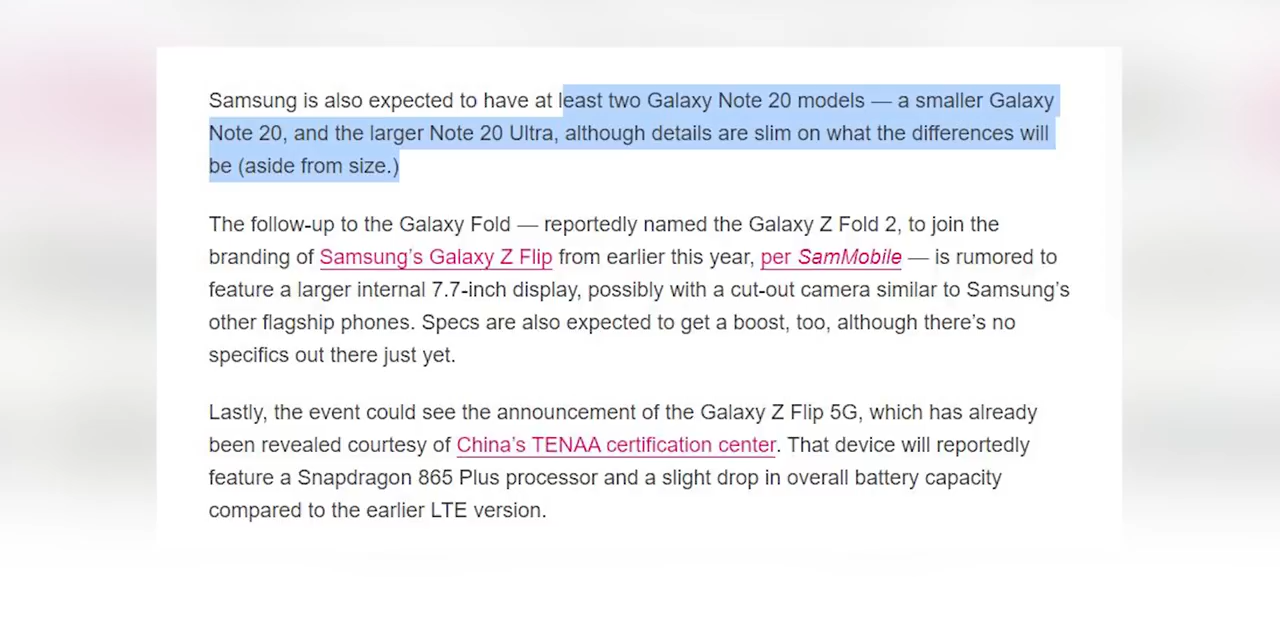 Samsung is also expected to have at least two Galaxy Note 20 models — a smaller Galaxy
Note 20, and the larger Note 20 Ultra, although details are slim on what the differences will
be (aside from size.)
The follow-up to the Galaxy Fold — reportedly named the Galaxy Z Fold 2, to join the
branding of Samsung’s Galaxy Z Flip from earlier this year, per SamMobile — is rumored to
feature a larger internal 7.7-inch display, possibly with a cut-out camera similar to Samsung’s
other flagship phones. Specs are also expected to get a boost, too, although there’s no
specifics out there just yet.
Lastly, the event could see the announcement of the Galaxy Z Flip 5G, which has already
been revealed courtesy of China’s TENAA certification center. That device will reportedly
feature a Snapdragon 865 Plus processor and a slight drop in overall battery capacity
compared to the earlier LTE version.